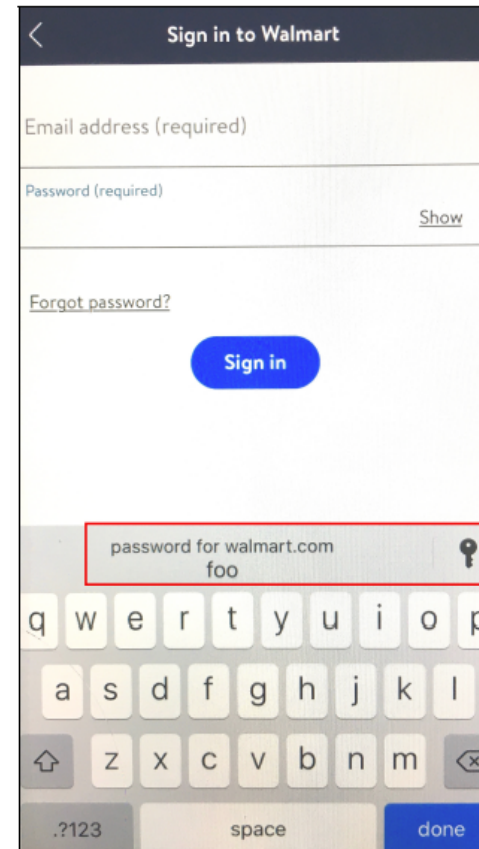 Sign in to Walmart
Email address (required)
Password (required)
Show
Forgot password?
Sign in
password for walmart.com
foo
q w e r t y u i o p
a s d f g h j k l
z x c v b n m
.?123 space done